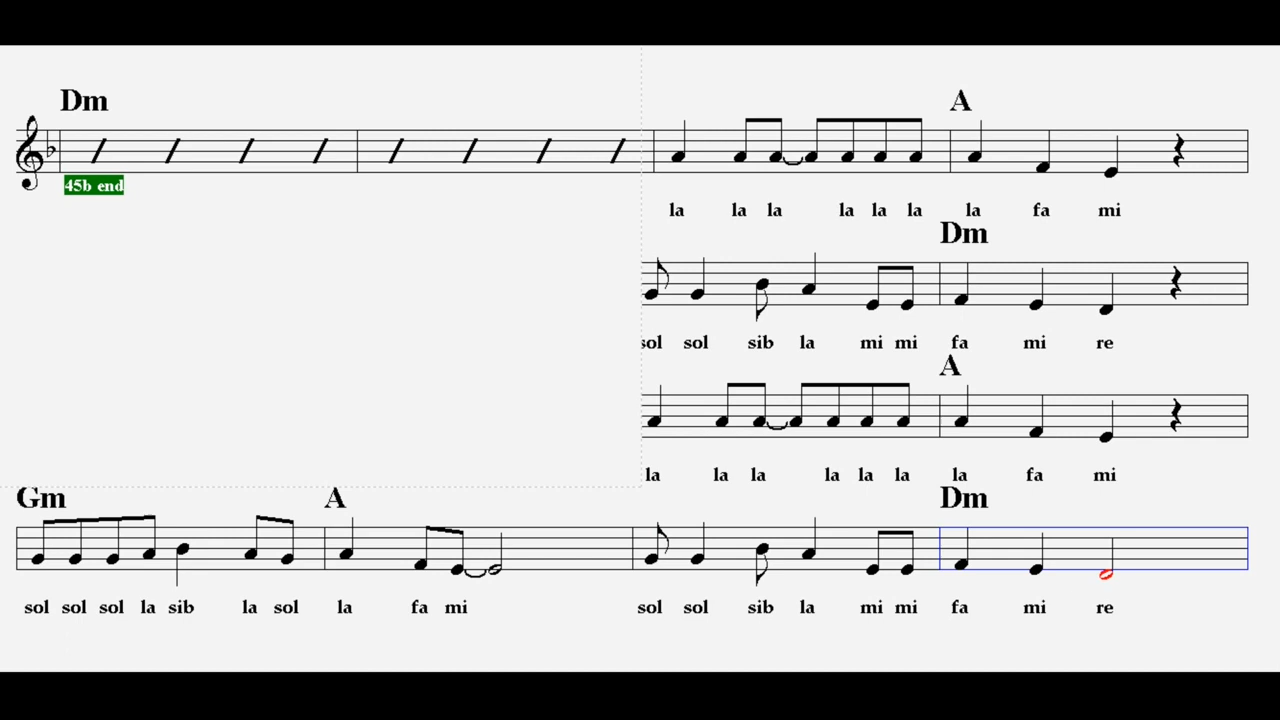 Dm A
45b end
la la la la la la la fa mi
Dm
sol sol sib la mi mi fa mi re
A
la la la la la la la fa mi
Gm A Dm
sol sol sol la sib la sol la fa mi sol sol sib la mi mi fa mi re